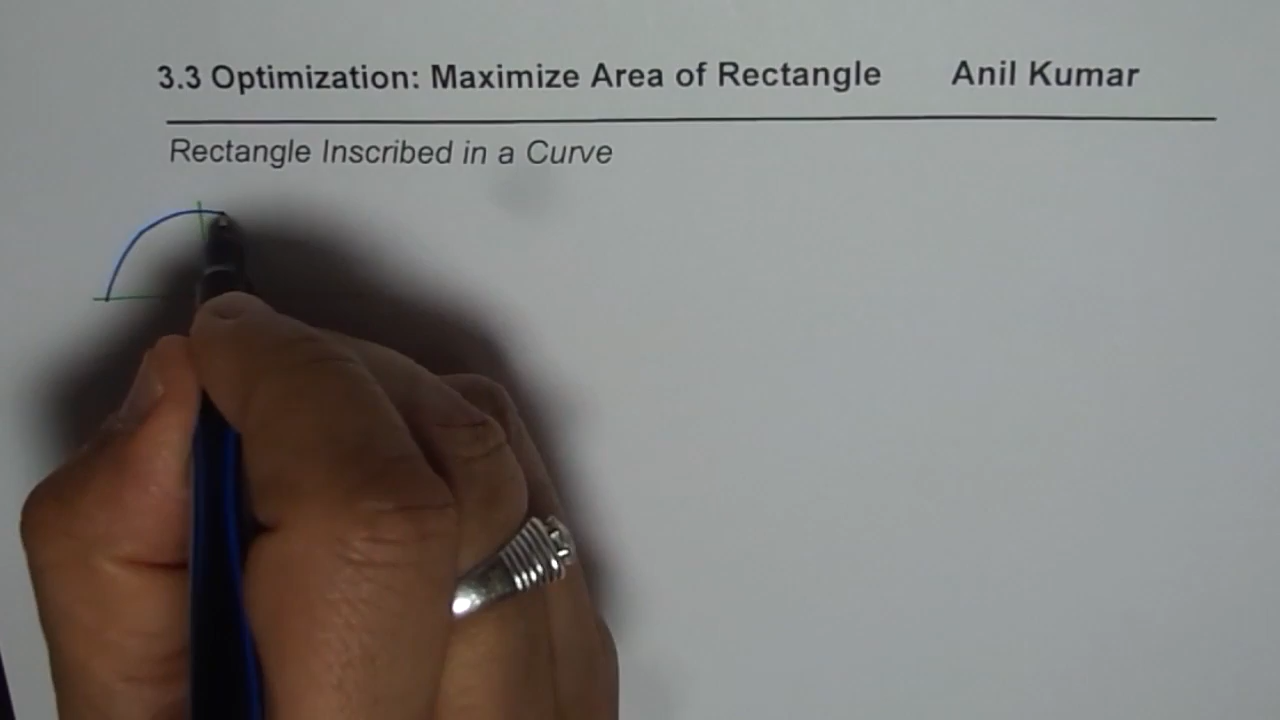 3.3 Optimization: Maximize Area of Rectangle Anil Kumar
Rectangle Inscribed in a Curve